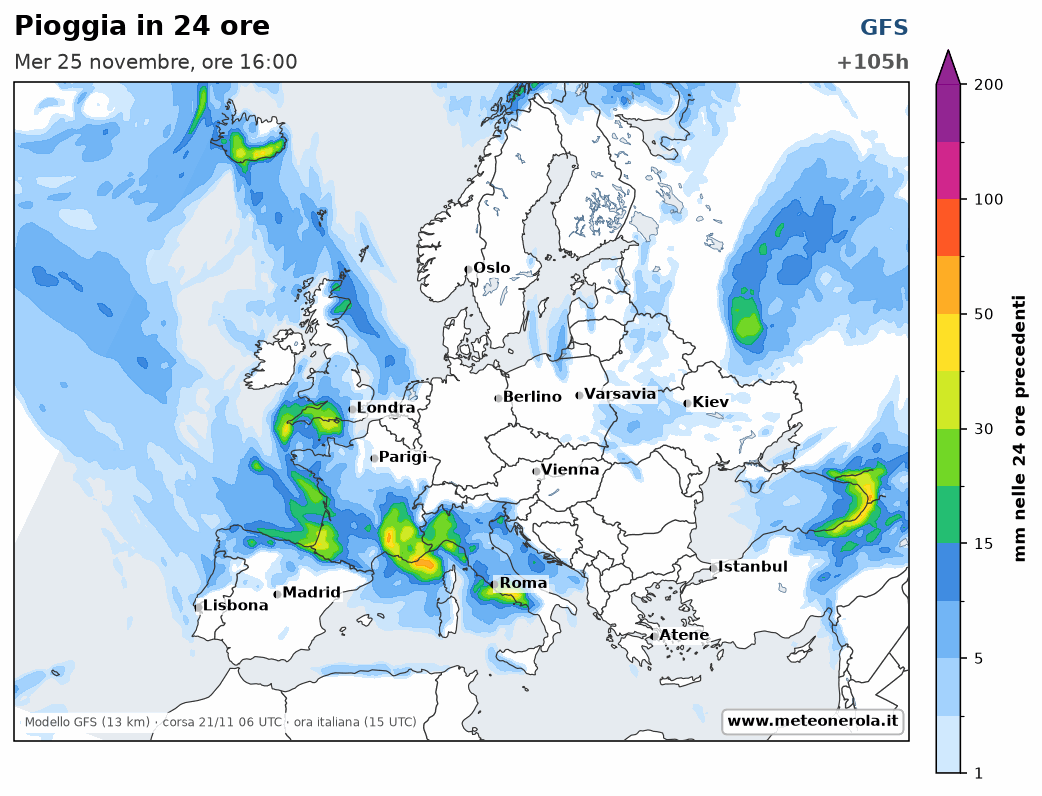 Pioggia in 24 ore
GFS
Mer 25 novembre, ore 16:00
+105h
200
100
50
30
15
5
1
mm nelle 24 ore precedenti
Oslo
Londra
Berlino
Varsavia
Kiev
Parigi
Vienna
Istanbul
Roma
Madrid
Lisbona
Atene
Modello GFS (13 km) · corsa 21/11 06 UTC · ora italiana (15 UTC)
www.meteonerola.it